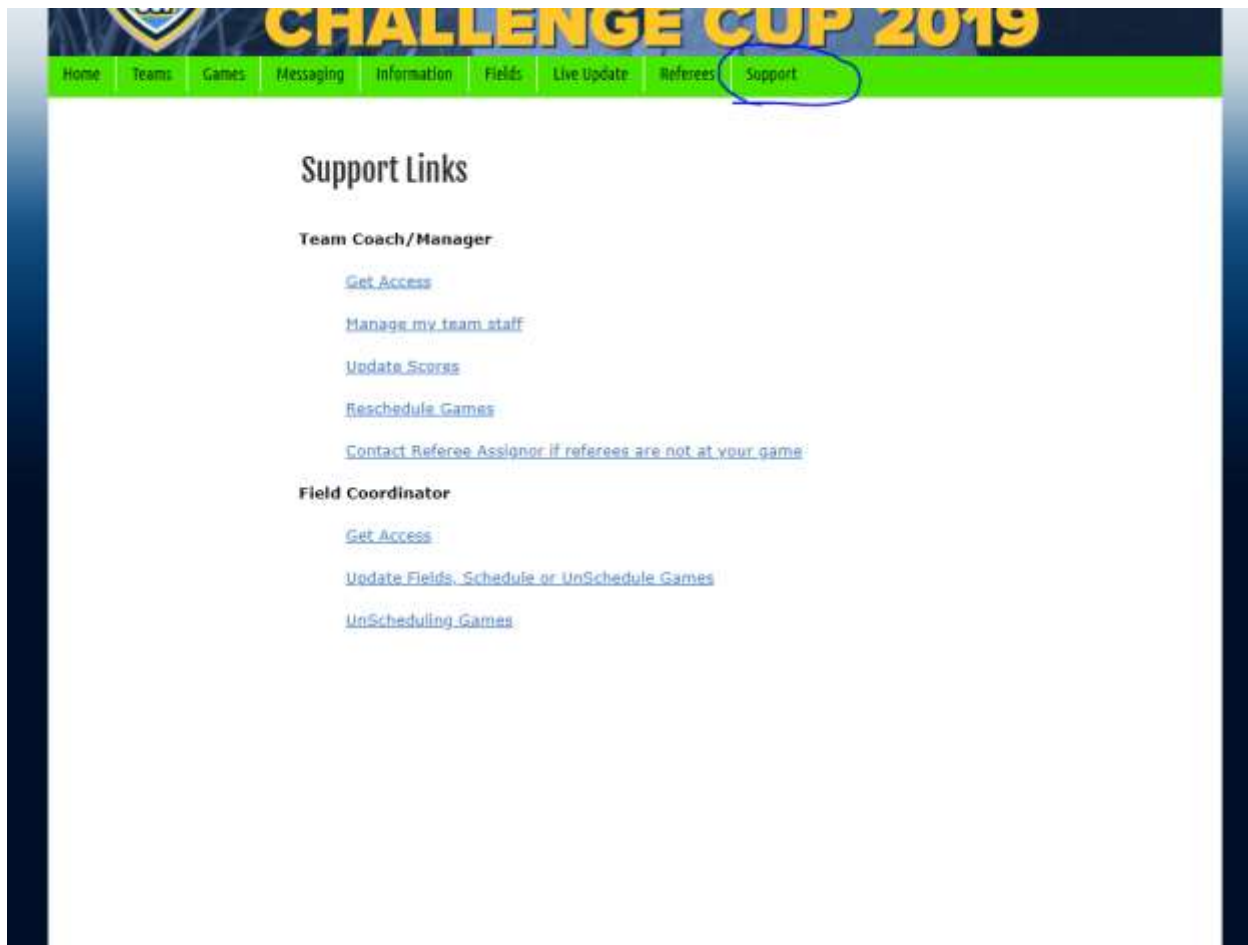 CHALLENGE CUP 2019
Home Teams Games Messaging Information Fields Live Update Referees Support
Support Links
Team Coach/Manager
Get Access
Manage my team staff
Update Scores
Reschedule Games
Contact Referee Assignor if referees are not at your game
Field Coordinator
Get Access
Update Fields, Schedule or UnSchedule Games
UnScheduling Games